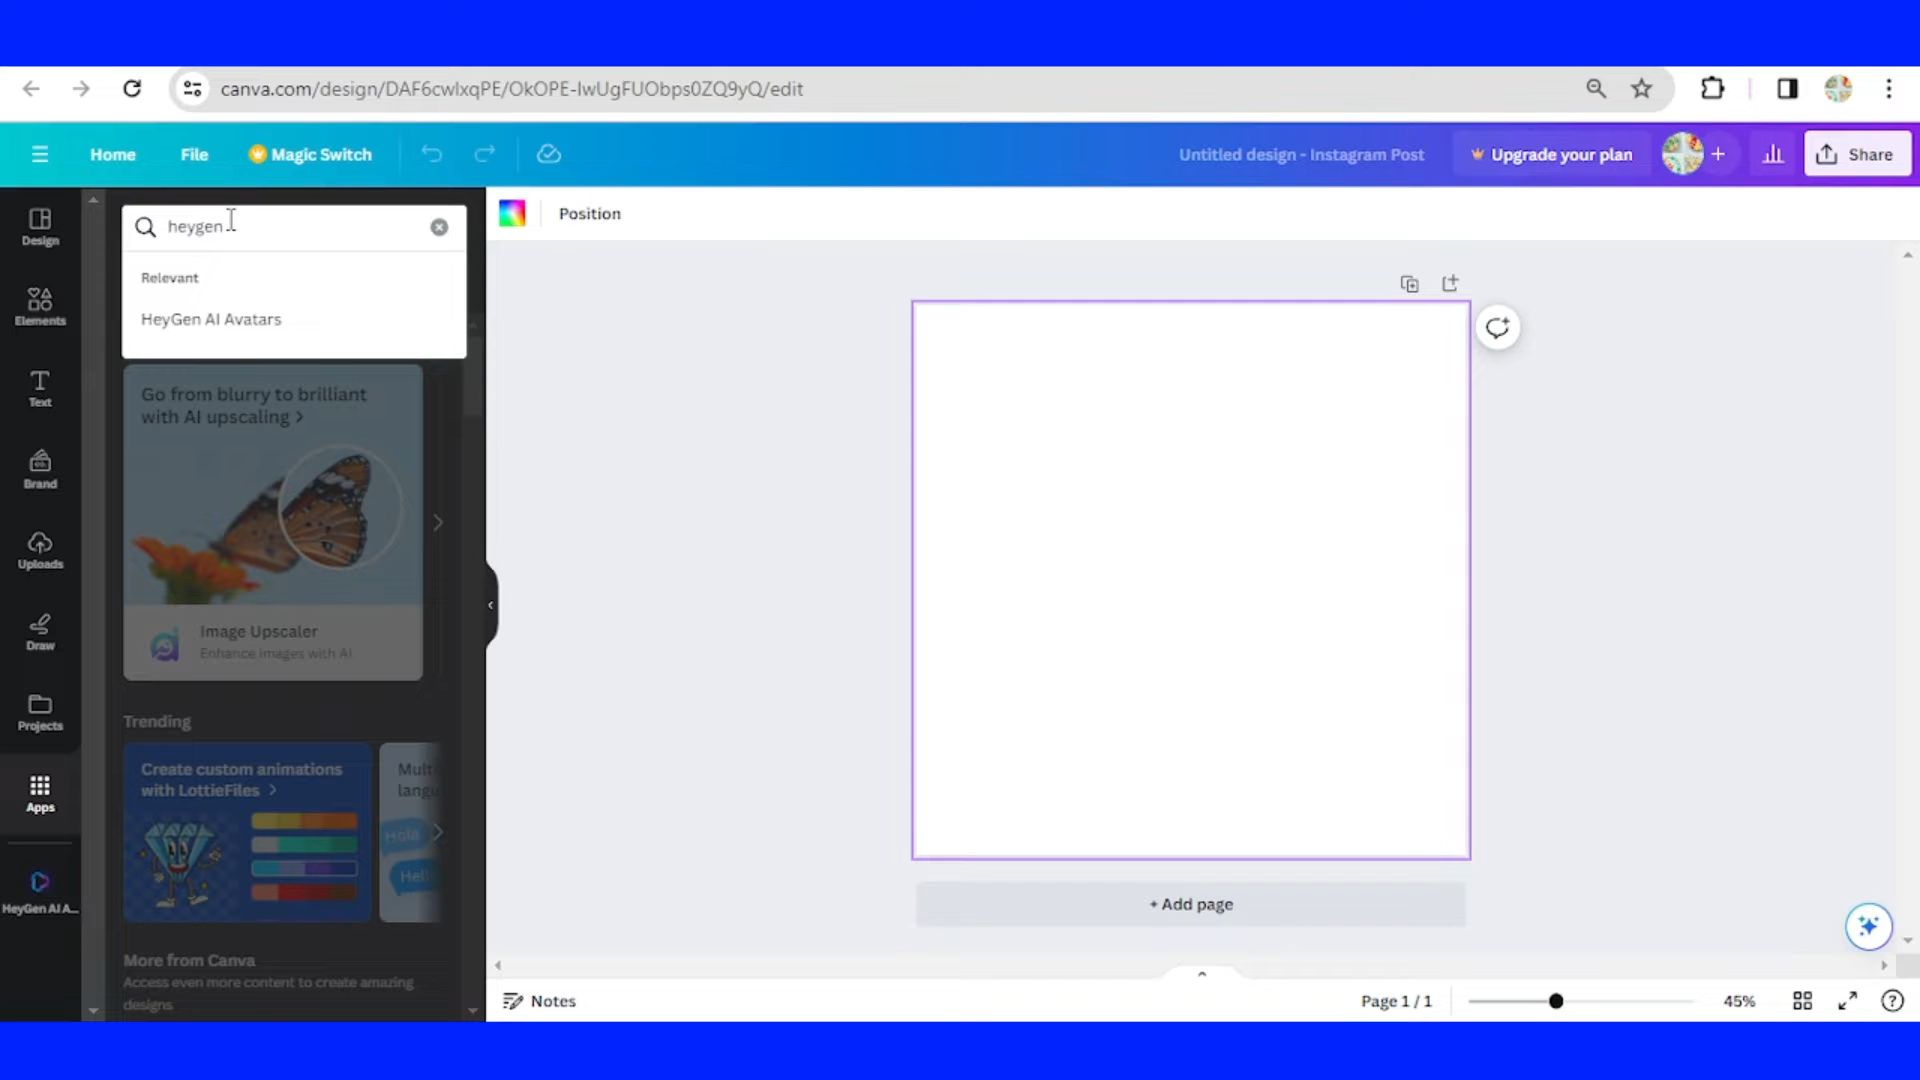 canva.com/design/DAF6cwlxqPE/OkOPE-IwUgFUObps0ZQ9yQ/edit
Home
File
Magic Switch
Untitled design - Instagram Post
Upgrade your plan
Share
Design
Elements
Text
Brand
Uploads
Draw
Projects
Apps
HeyGen AI A...
heygen
Relevant
HeyGen AI Avatars
Go from blurry to brilliant
with AI upscaling >
Image Upscaler
Enhance images with AI
Trending
Create custom animations
with LottieFiles >
Hola
More from Canva
Access even more content to create amazing
designs
Position
+ Add page
Notes
Page 1 / 1
45%